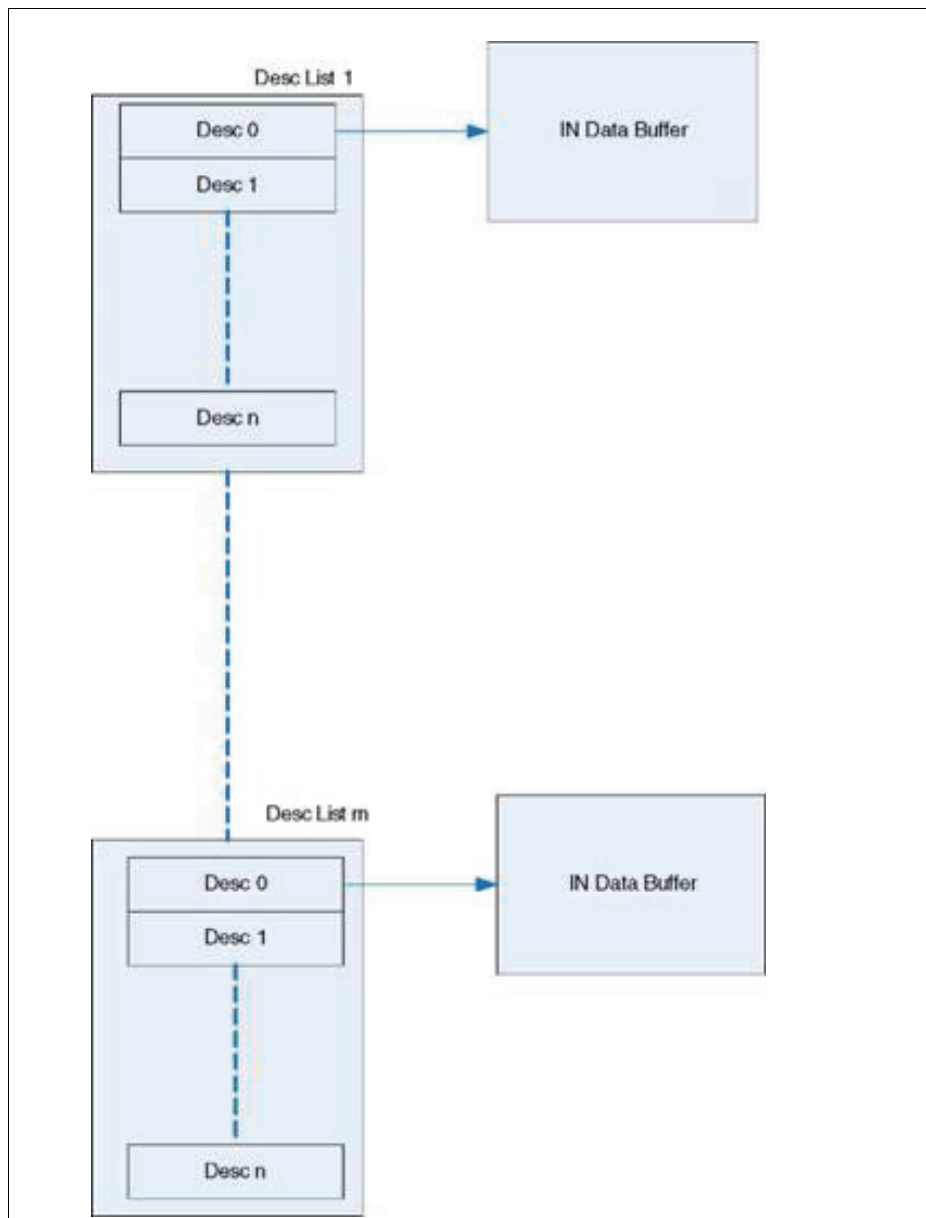 Desc List 1
Desc 0
IN Data Buffer
Desc 1
Desc n
Desc List m
Desc 0
IN Data Buffer
Desc 1
Desc n